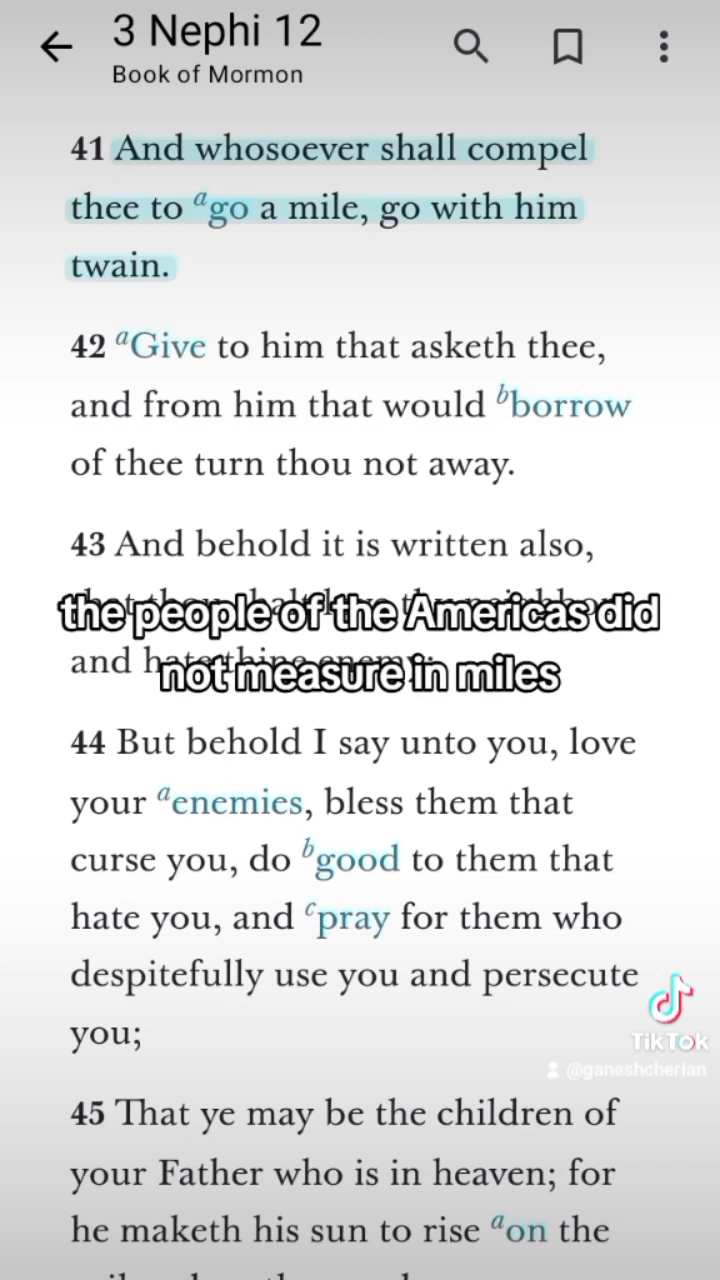 3 Nephi 12
Book of Mormon
41 And whosoever shall compel
thee to a go a mile, go with him
twain.
42 a Give to him that asketh thee,
and from him that would b borrow
of thee turn thou not away.
43 And behold it is written also,
the people of the Americas did
and
not measure in miles
44 But behold I say unto you, love
your a enemies, bless them that
curse you, do b good to them that
hate you, and c pray for them who
despitefully use you and persecute
you;
TikTok
@ganeshcherian
45 That ye may be the children of
your Father who is in heaven; for
he maketh his sun to rise a on the